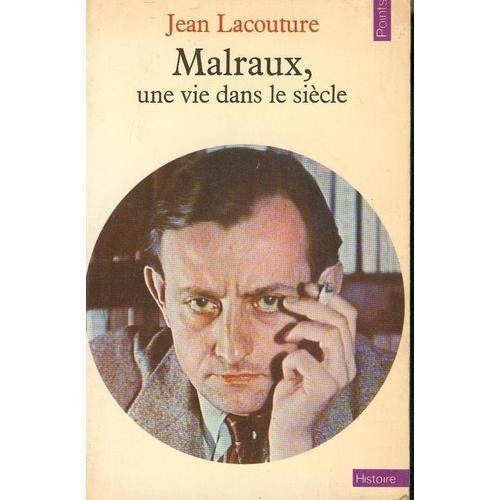 Jean Lacouture
Points
Malraux,
une vie dans le siècle
Histoire